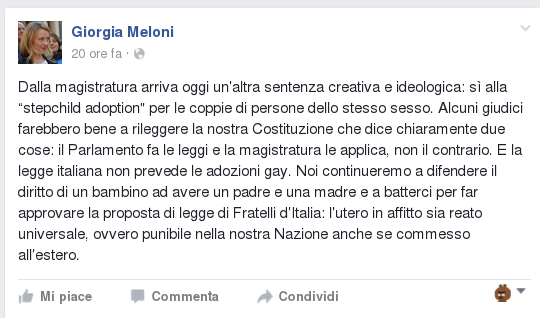 Giorgia Meloni
20 ore fa ·
Dalla magistratura arriva oggi un'altra sentenza creativa e ideologica: sì alla
“stepchild adoption” per le coppie di persone dello stesso sesso. Alcuni giudici
farebbero bene a rileggere la nostra Costituzione che dice chiaramente due
cose: il Parlamento fa le leggi e la magistratura le applica, non il contrario. E la
legge italiana non prevede le adozioni gay. Noi continueremo a difendere il
diritto di un bambino ad avere un padre e una madre e a batterci per far
approvare la proposta di legge di Fratelli d'Italia: l'utero in affitto sia reato
universale, ovvero punibile nella nostra Nazione anche se commesso
all'estero.
Mi piace Commenta Condividi